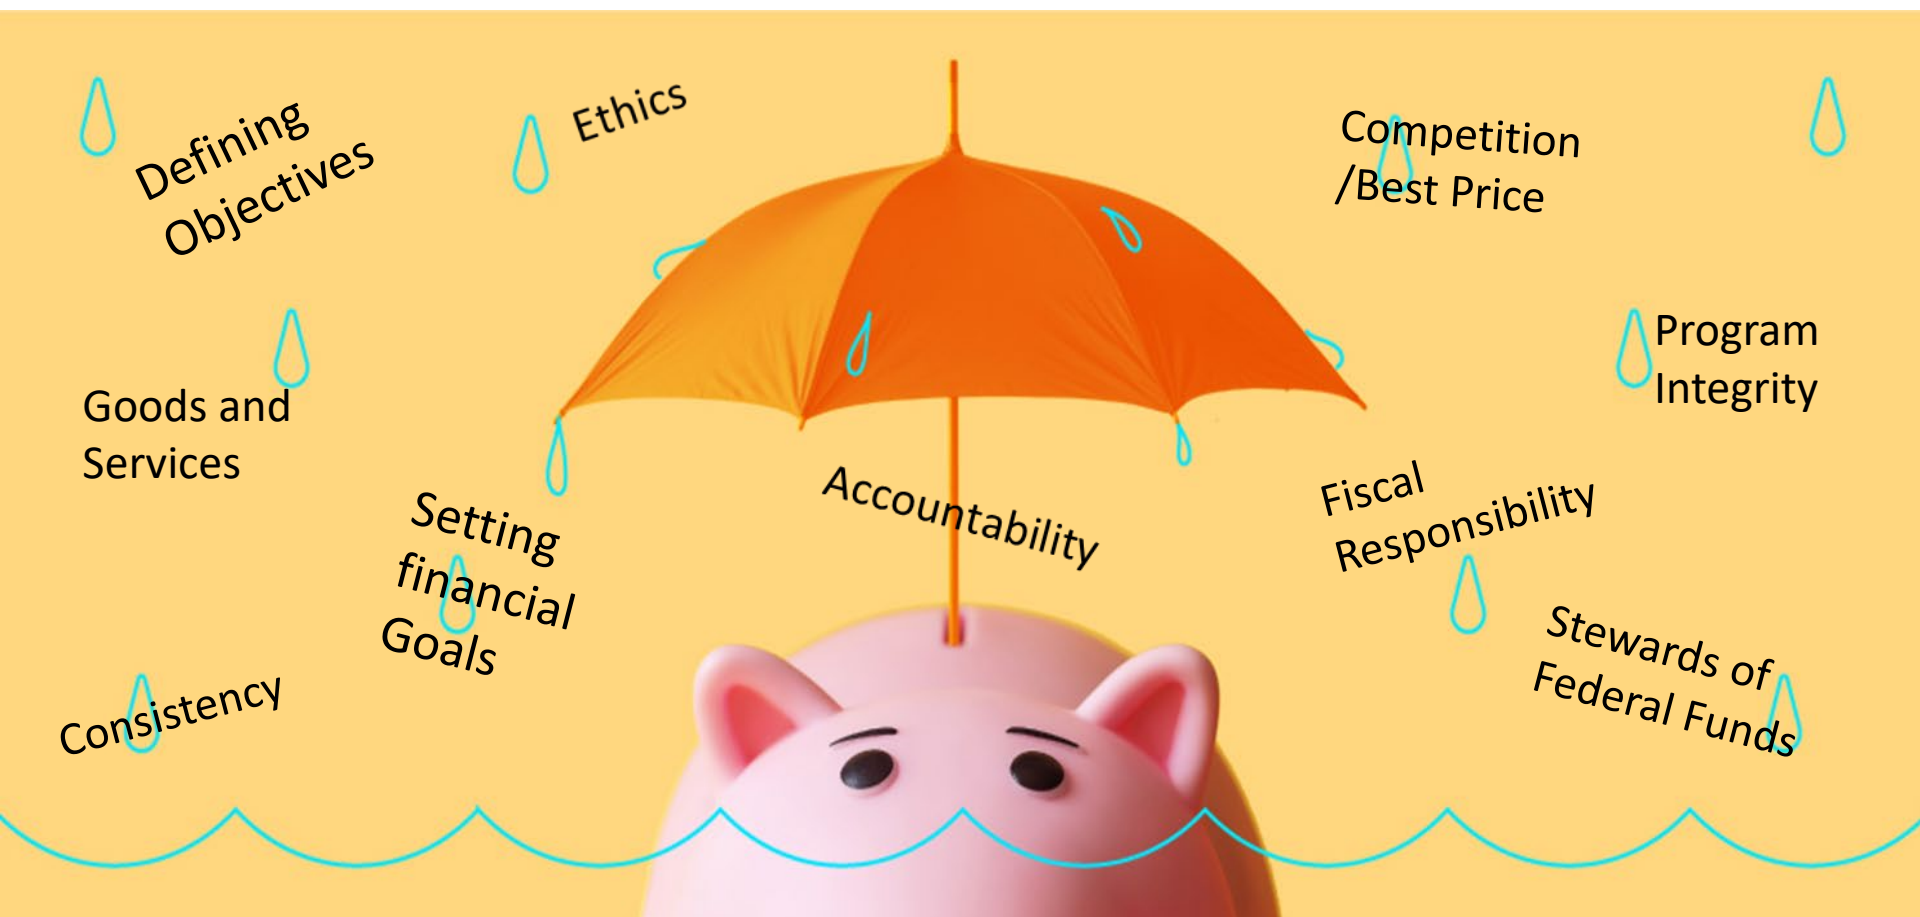 Defining
Objectives
Ethics
Competition
/Best Price
Program
Integrity
Goods and
Services
Setting
financial
Goals
Accountability
Fiscal
Responsibility
Stewards of
Federal Funds
Consistency